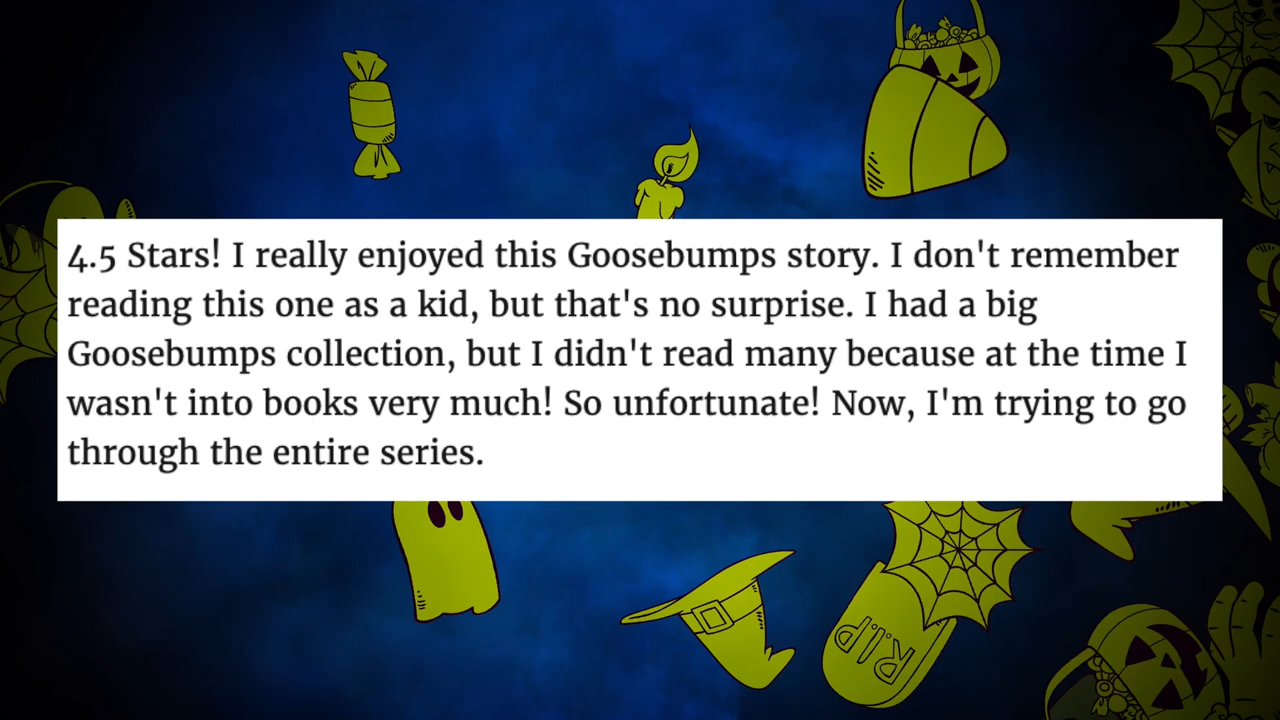 4.5 Stars! I really enjoyed this Goosebumps story. I don't remember
reading this one as a kid, but that's no surprise. I had a big
Goosebumps collection, but I didn't read many because at the time I
wasn't into books very much! So unfortunate! Now, I'm trying to go
through the entire series.
R.I.P